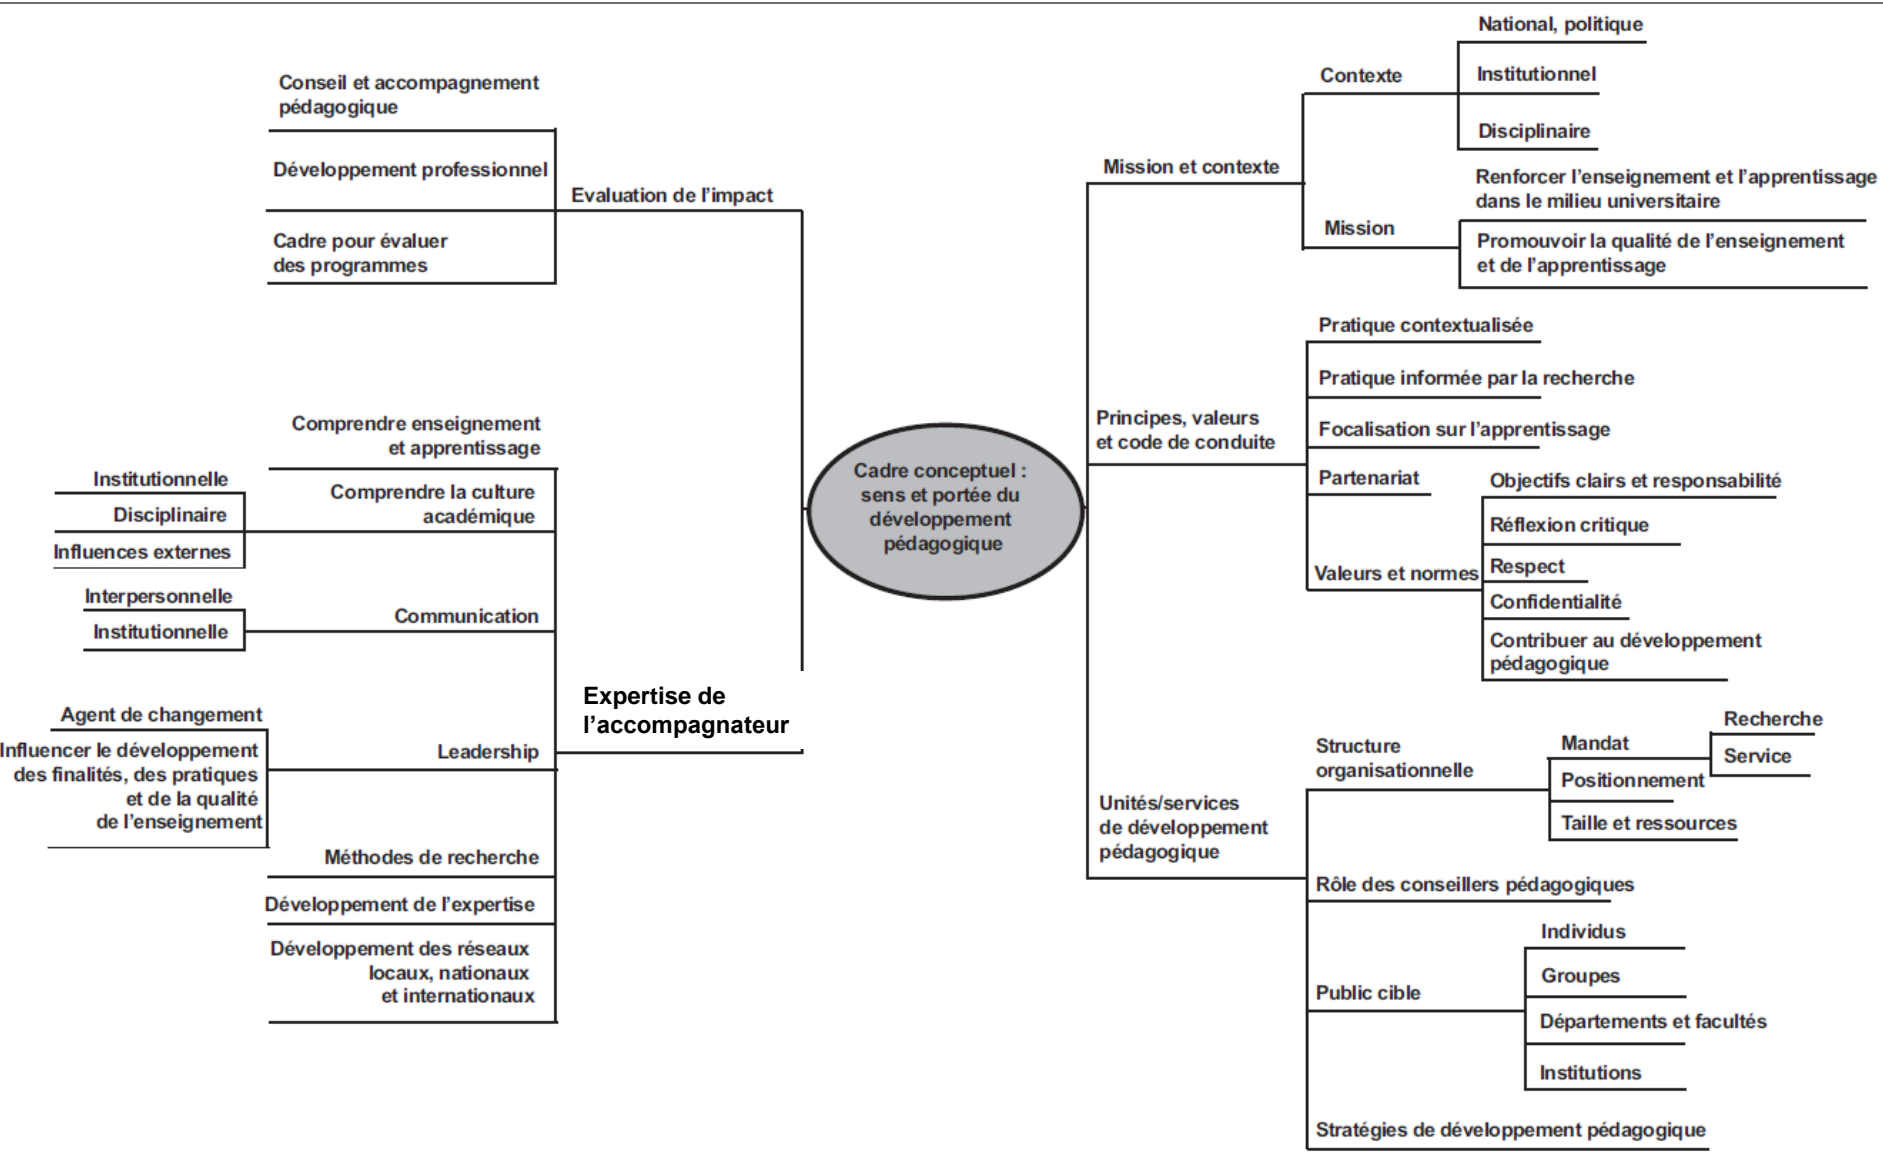 Conseil et accompagnement
pédagogique
Développement professionnel
Cadre pour évaluer
des programmes
Evaluation de l'impact
Comprendre enseignement
et apprentissage
Comprendre la culture
académique
Institutionnelle
Disciplinaire
Influences externes
Communication
Interpersonnelle
Institutionnelle
Expertise de
l'accompagnateur
Leadership
Agent de changement
Influencer le développement
des finalités, des pratiques
et de la qualité
de l'enseignement
Méthodes de recherche
Développement de l'expertise
Développement des réseaux
locaux, nationaux
et internationaux
Cadre conceptuel :
sens et portée du
développement
pédagogique
Mission et contexte
Contexte
National, politique
Institutionnel
Disciplinaire
Mission
Renforcer l'enseignement et l'apprentissage
dans le milieu universitaire
Promouvoir la qualité de l'enseignement
et de l'apprentissage
Principes, valeurs
et code de conduite
Pratique contextualisée
Pratique informée par la recherche
Focalisation sur l'apprentissage
Partenariat
Valeurs et normes
Objectifs clairs et responsabilité
Réflexion critique
Respect
Confidentialité
Contribuer au développement
pédagogique
Unités/services
de développement
pédagogique
Structure
organisationnelle
Mandat
Recherche
Service
Positionnement
Taille et ressources
Rôle des conseillers pédagogiques
Public cible
Individus
Groupes
Départements et facultés
Institutions
Stratégies de développement pédagogique